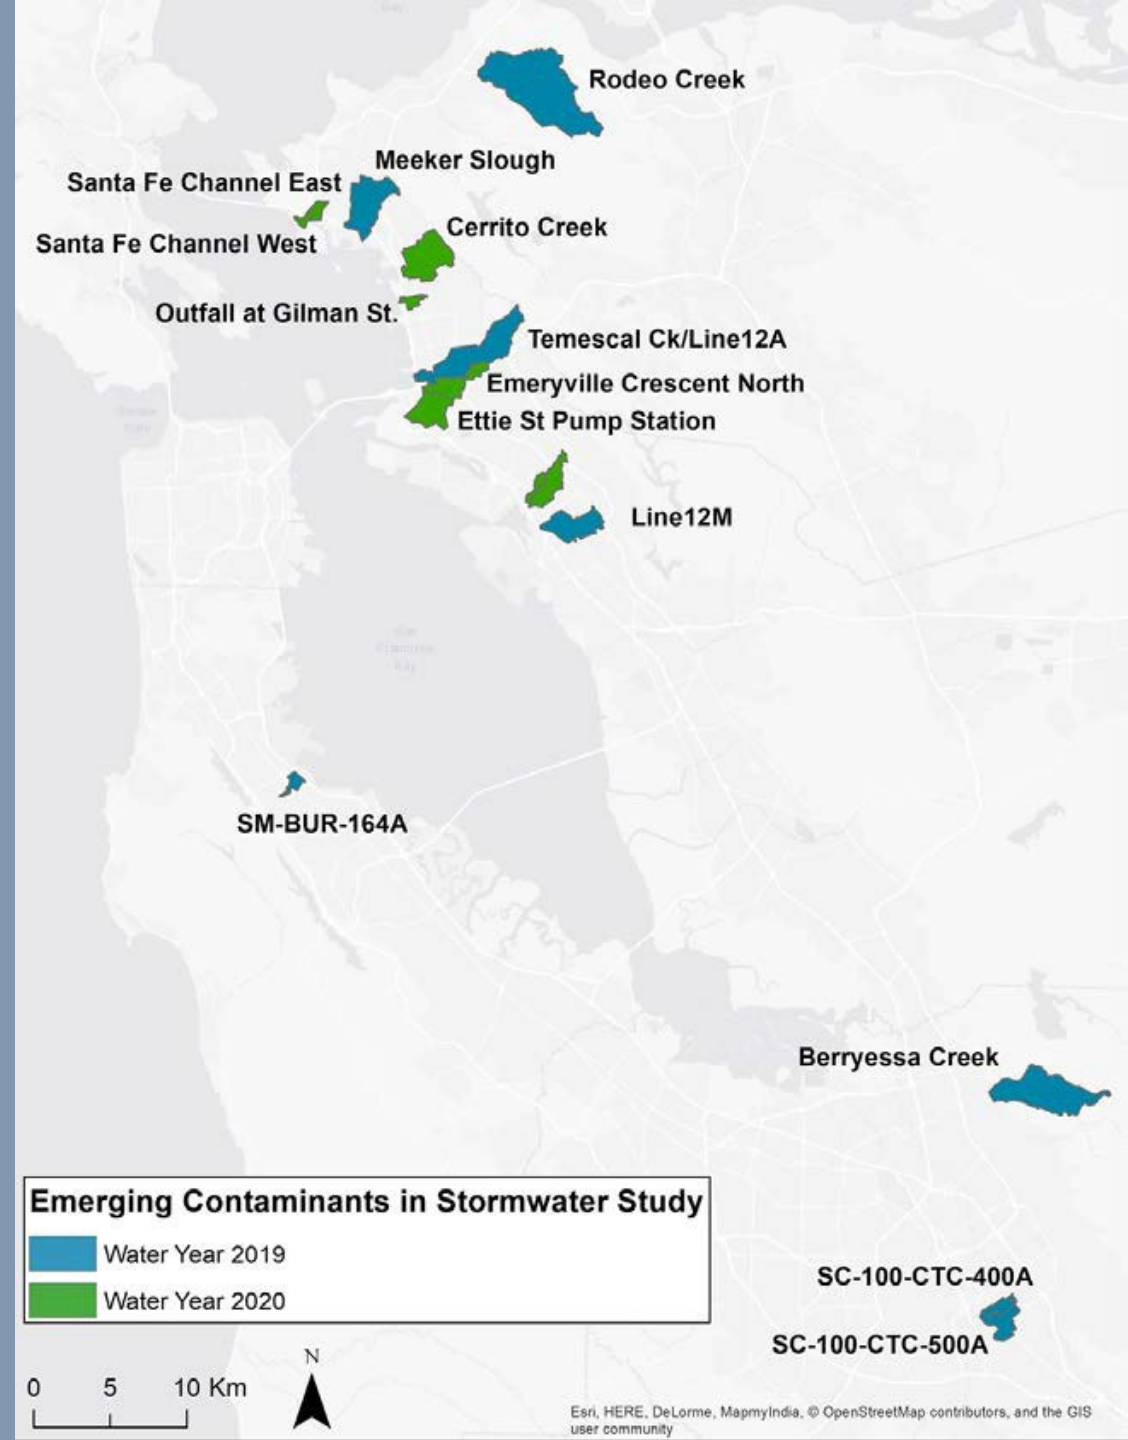 Rodeo Creek
Meeker Slough
Santa Fe Channel East
Cerrito Creek
Santa Fe Channel West
Outfall at Gilman St.
Temescal Ck/Line12A
Emeryville Crescent North
Ettie St Pump Station
Line12M
San
Francisco
Bay
SM-BUR-164A
Berryessa Creek
Emerging Contaminants in Stormwater Study
Water Year 2019
Water Year 2020
SC-100-CTC-400A
SC-100-CTC-500A
N
0 5 10 Km
Esri, HERE, DeLorme, MapmyIndia, © OpenStreetMap contributors, and the GIS
user community